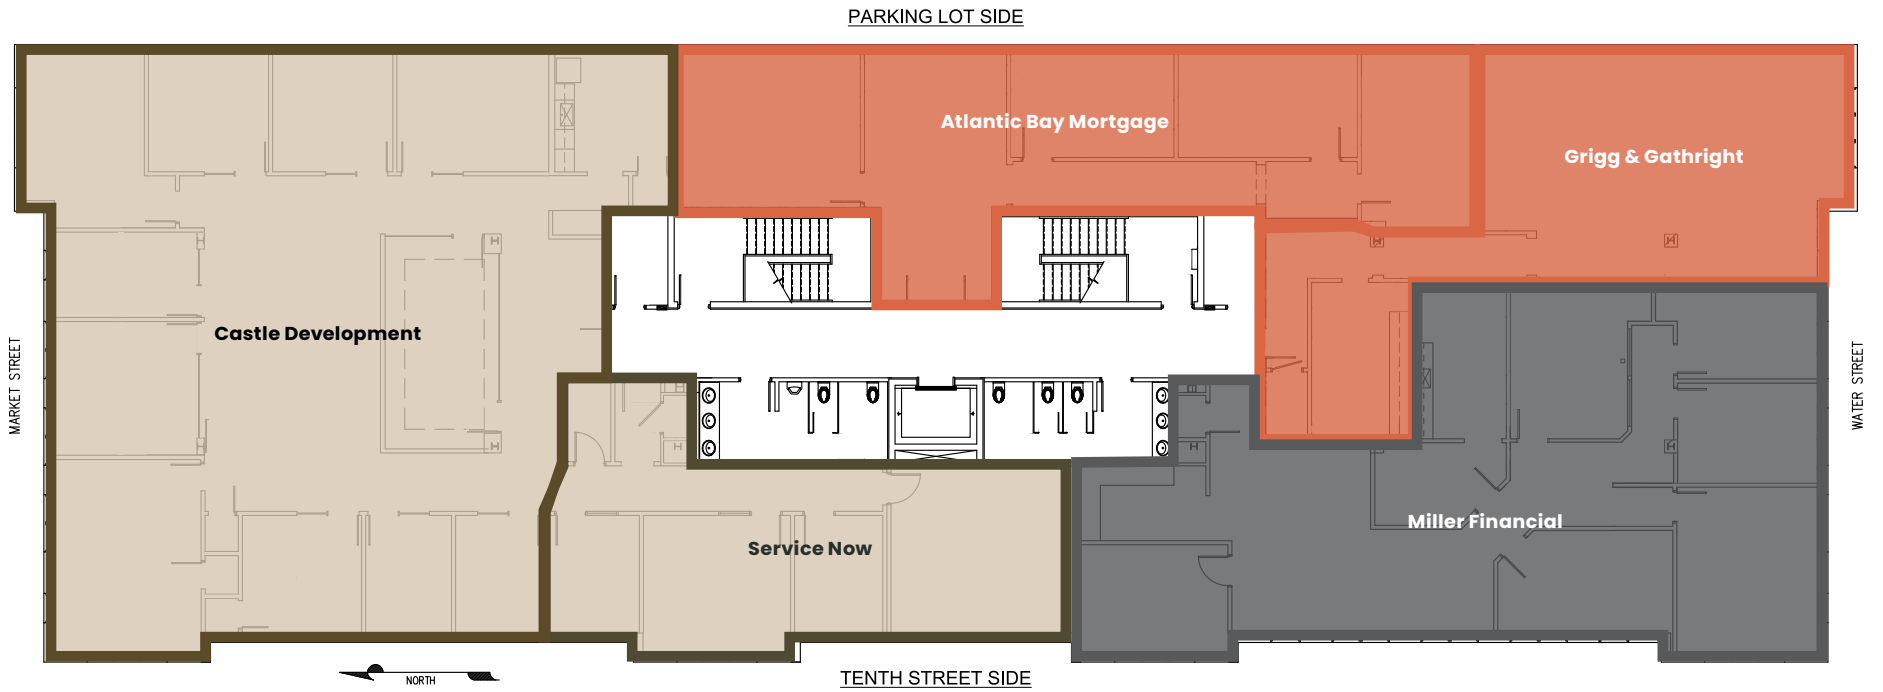 PARKING LOT SIDE
Atlantic Bay Mortgage
Grigg & Gathright
Castle Development
MARKET STREET
WATER STREET
Miller Financial
Service Now
H
H
H
H
H
H
H
H
H
NORTH
TENTH STREET SIDE